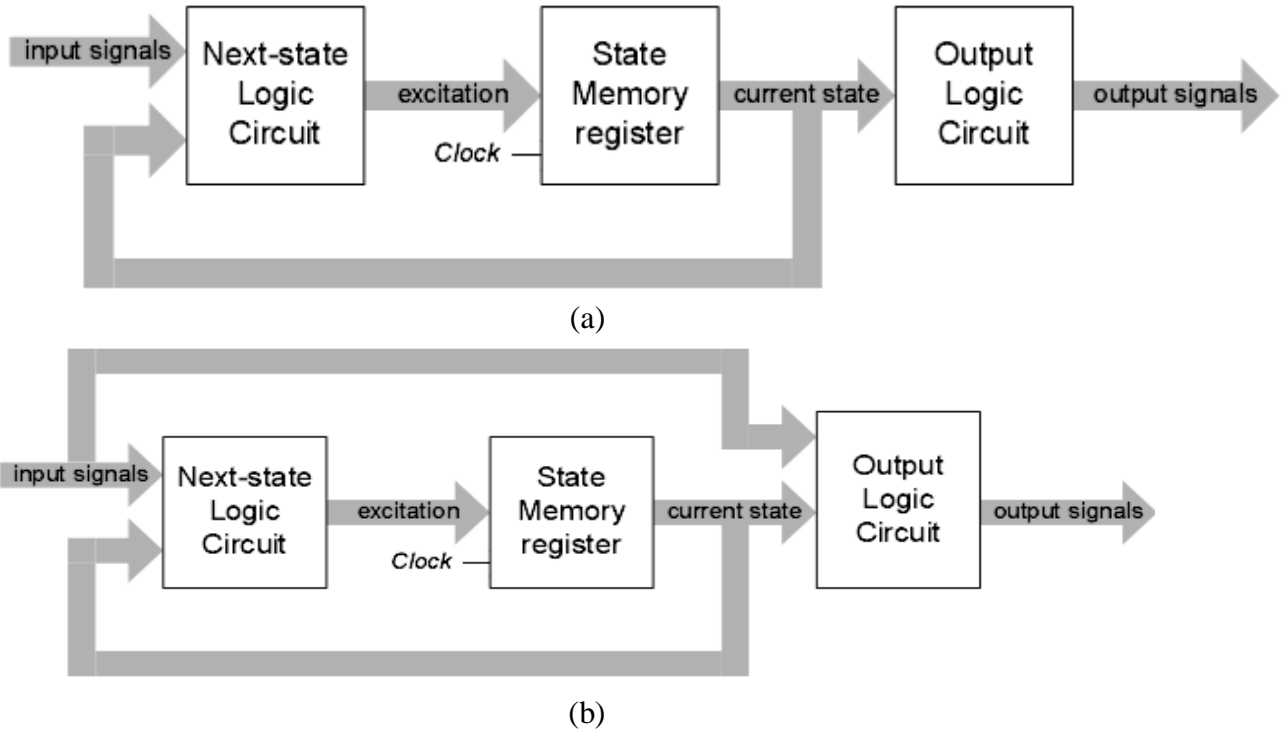 input signals
Next-state
Logic
Circuit
excitation
State
Memory
register
Clock
current state
Output
Logic
Circuit
output signals
(a)
input signals
Next-state
Logic
Circuit
excitation
State
Memory
register
Clock
current state
Output
Logic
Circuit
output signals
(b)